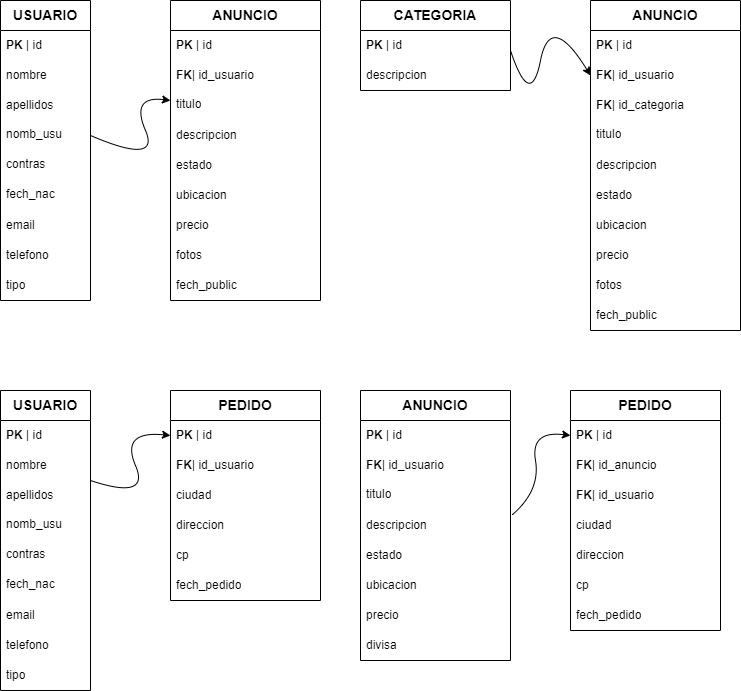 USUARIO
PK | id
nombre
apellidos
nomb_usu
contras
fech_nac
email
telefono
tipo
ANUNCIO
PK | id
FK| id_usuario
titulo
descripcion
estado
ubicacion
precio
fotos
fech_public
CATEGORIA
PK | id
descripcion
ANUNCIO
PK | id
FK| id_usuario
FK| id_categoria
titulo
descripcion
estado
ubicacion
precio
fotos
fech_public
USUARIO
PK | id
nombre
apellidos
nomb_usu
contras
fech_nac
email
telefono
tipo
PEDIDO
PK | id
FK| id_usuario
ciudad
direccion
cp
fech_pedido
ANUNCIO
PK | id
FK| id_usuario
titulo
descripcion
estado
ubicacion
precio
divisa
PEDIDO
PK | id
FK| id_anuncio
FK| id_usuario
ciudad
direccion
cp
fech_pedido